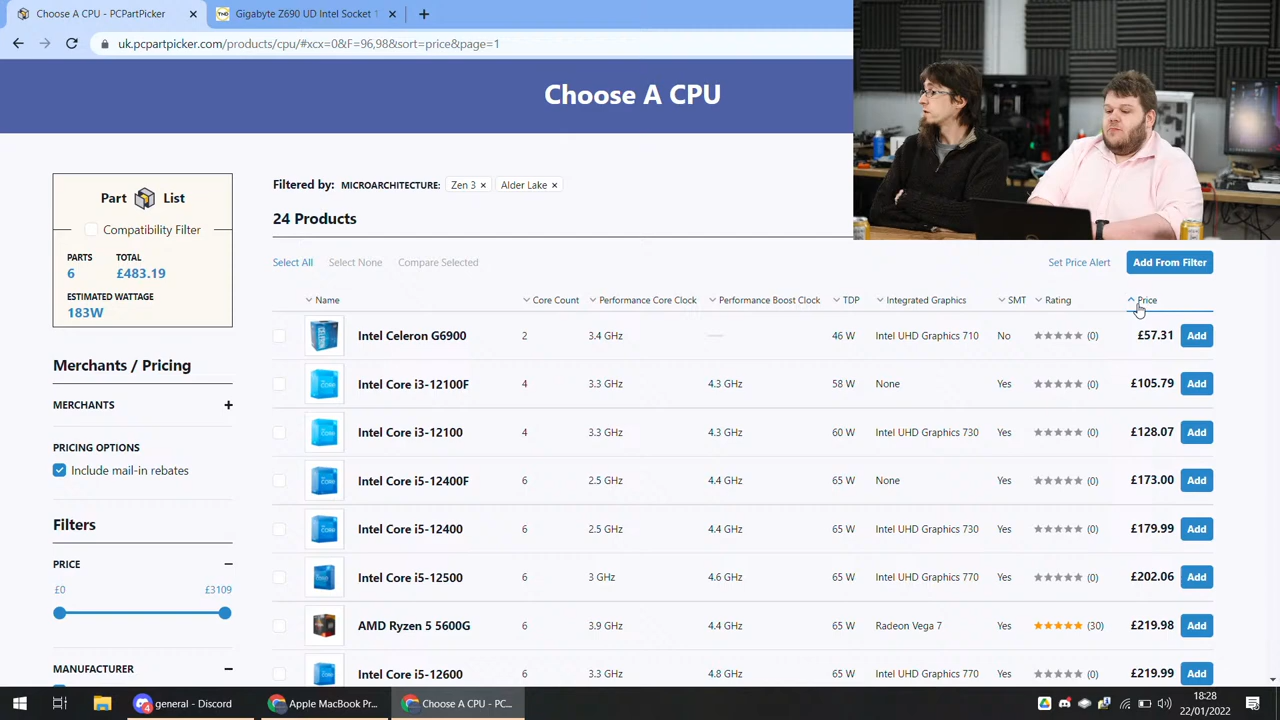 Choose A CPU - PCPartPicker
Gigabyte Z690 UD Intel Socket
uk.pcpartpicker.com/products/cpu/#xcx=0&F=96,98&sort=price&page=1
Choose A CPU
Part List
Compatibility Filter
PARTS TOTAL
6 £483.19
ESTIMATED WATTAGE
183W
Merchants / Pricing
MERCHANTS
PRICING OPTIONS
Include mail-in rebates
Filters
PRICE
£0 £3109
MANUFACTURER
Filtered by: MICROARCHITECTURE: Zen 3 × Alder Lake ×
24 Products
Select All Select None Compare Selected Set Price Alert Add From Filter
Name Core Count Performance Core Clock Performance Boost Clock TDP Integrated Graphics SMT Rating Price
Intel Celeron G6900 2 3.4 GHz 46 W Intel UHD Graphics 710 No (0) £57.31 Add
Intel Core i3-12100F 4 3.3 GHz 4.3 GHz 58 W None Yes (0) £105.79 Add
Intel Core i3-12100 4 3.3 GHz 4.3 GHz 60 W Intel UHD Graphics 730 Yes (0) £128.07 Add
Intel Core i5-12400F 6 2.5 GHz 4.4 GHz 65 W None Yes (0) £173.00 Add
Intel Core i5-12400 6 2.5 GHz 4.4 GHz 65 W Intel UHD Graphics 730 Yes (0) £179.99 Add
Intel Core i5-12500 6 3 GHz 4.6 GHz 65 W Intel UHD Graphics 770 Yes (0) £202.06 Add
AMD Ryzen 5 5600G 6 3.9 GHz 4.4 GHz 65 W Radeon Vega 7 Yes (30) £219.98 Add
Intel Core i5-12600 6 3.3 GHz 4.8 GHz 65 W Intel UHD Graphics 770 Yes (0) £219.99 Add
general - Discord
Apple MacBook P
Choose A CPU - PC...
18:28
22/01/2022